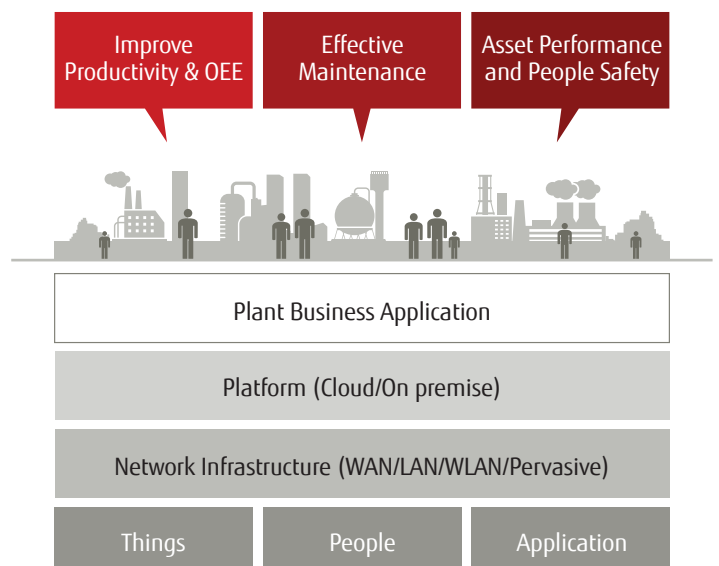 Improve
Productivity & OEE
Effective
Maintenance
Asset Performance
and People Safety
Plant Business Application
Platform (Cloud/On premise)
Network Infrastructure (WAN/LAN/WLAN/Pervasive)
Things
People
Application